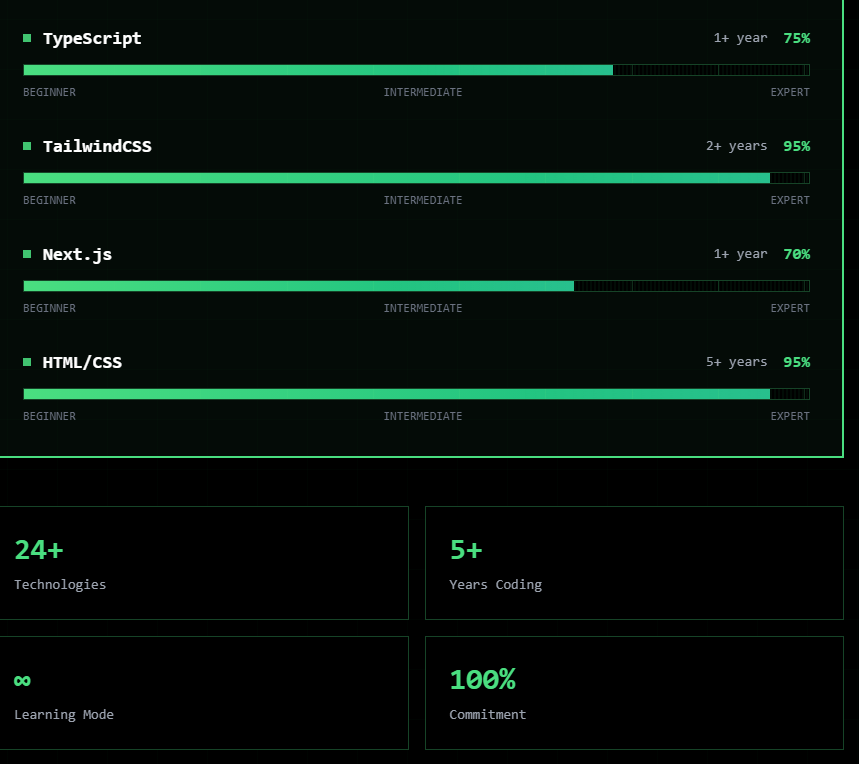 TypeScript 1+ year 75%
BEGINNER INTERMEDIATE EXPERT
TailwindCSS 2+ years 95%
BEGINNER INTERMEDIATE EXPERT
Next.js 1+ year 70%
BEGINNER INTERMEDIATE EXPERT
HTML/CSS 5+ years 95%
BEGINNER INTERMEDIATE EXPERT
24+
Technologies
5+
Years Coding
∞
Learning Mode
100%
Commitment